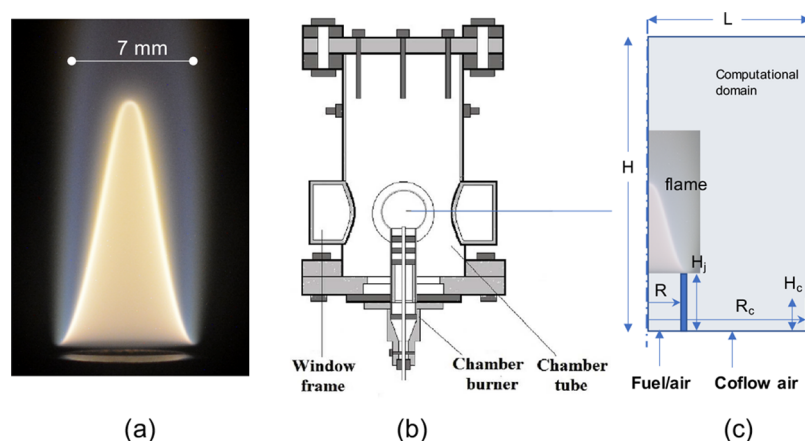 7 mm
Window
frame
Chamber
burner
Chamber
tube
L
Computational
domain
H
flame
Hj
Hc
R
Rc
Fuel/air
Coflow air
(a)
(b)
(c)